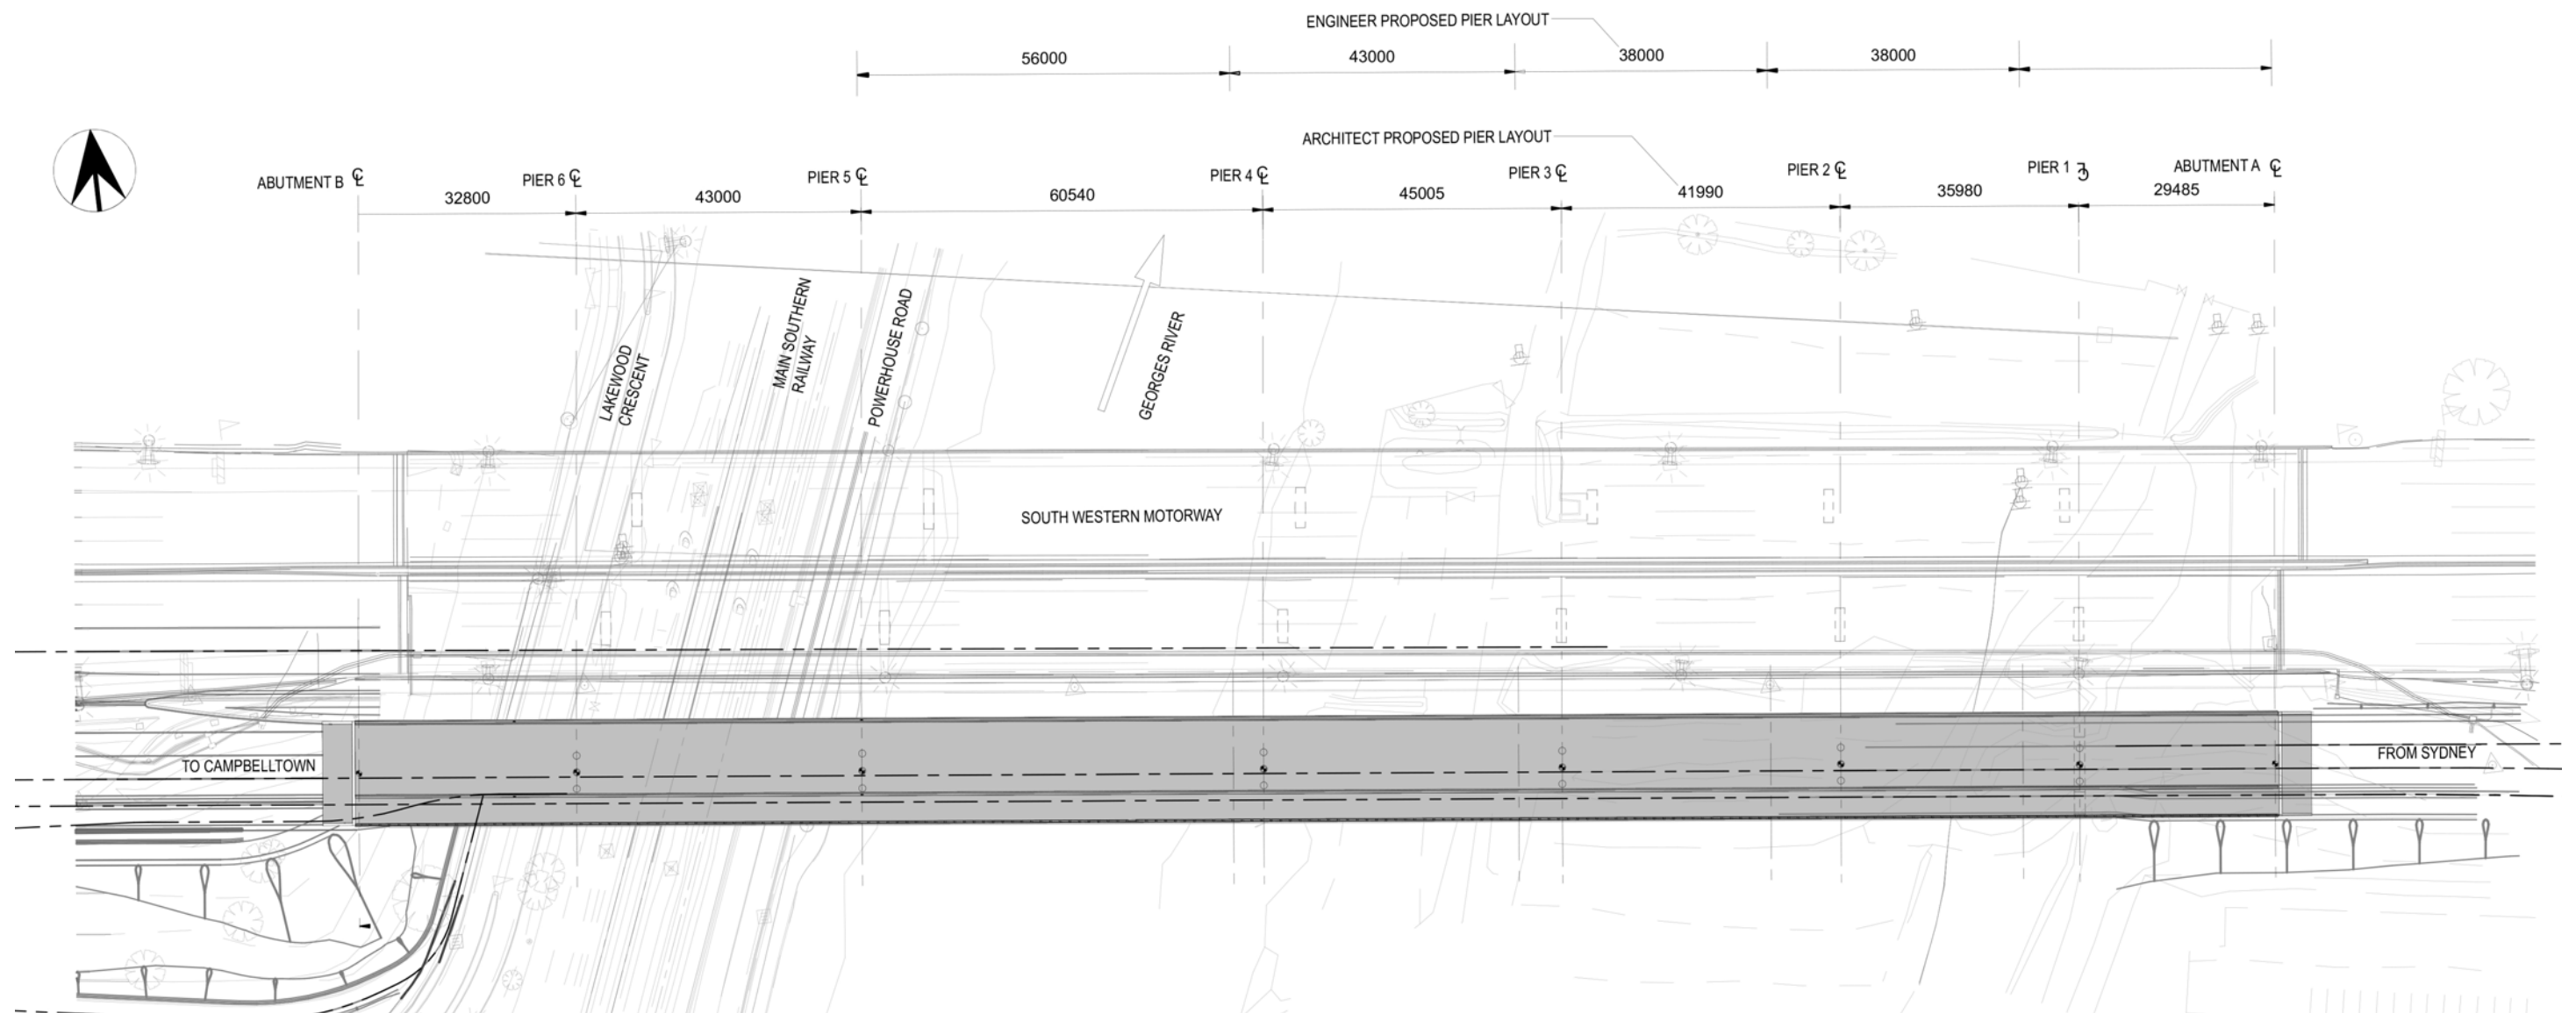 ENGINEER PROPOSED PIER LAYOUT
56000
43000
38000
38000
ARCHITECT PROPOSED PIER LAYOUT
ABUTMENT B ℄
PIER 6 ℄
PIER 5 ℄
PIER 4 ℄
PIER 3 ℄
PIER 2 ℄
PIER 1
ABUTMENT A ℄
32800
43000
60540
45005
41990
35980
29485
LAKEWOOD
CRESCENT
MAIN SOUTHERN
RAILWAY
POWERHOUSE ROAD
GEORGES RIVER
SOUTH WESTERN MOTORWAY
TO CAMPBELLTOWN
FROM SYDNEY